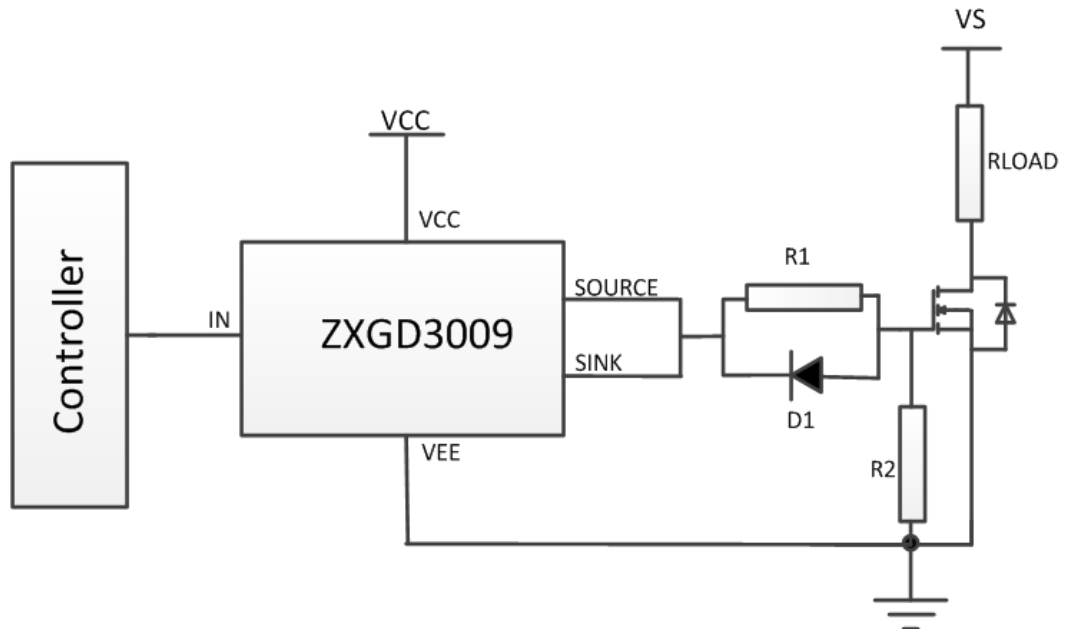 VS
VCC
RLOAD
VCC
Controller
IN
ZXGD3009
SOURCE
SINK
R1
D1
VEE
R2